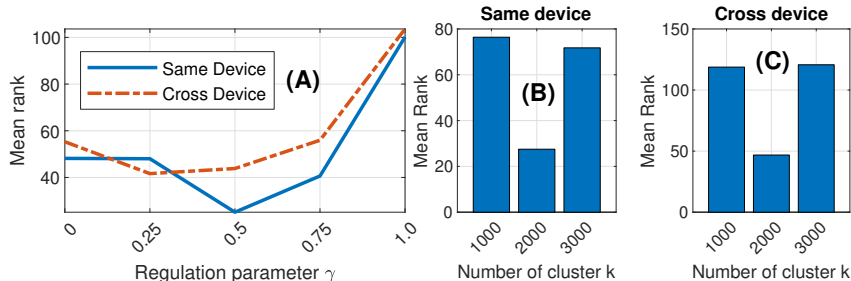 Mean rank
100
80
60
40
0
0.25
0.5
0.75
1.0
Regulation parameter γ
Same Device
Cross Device
(A)
Same device
Mean Rank
80
60
40
20
0
(B)
1000
2000
3000
Number of cluster k
Cross device
Mean Rank
150
100
50
0
(C)
1000
2000
3000
Number of cluster k